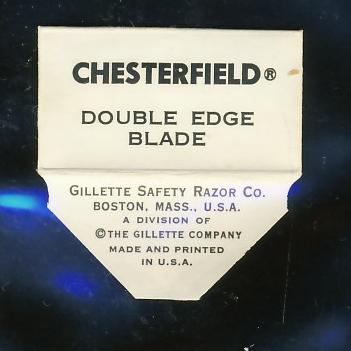 CHESTERFIELD®
DOUBLE EDGE
BLADE
GILLETTE SAFETY RAZOR CO.
BOSTON, MASS., U.S.A.
A DIVISION OF
© THE GILLETTE COMPANY
MADE AND PRINTED
IN U.S.A.